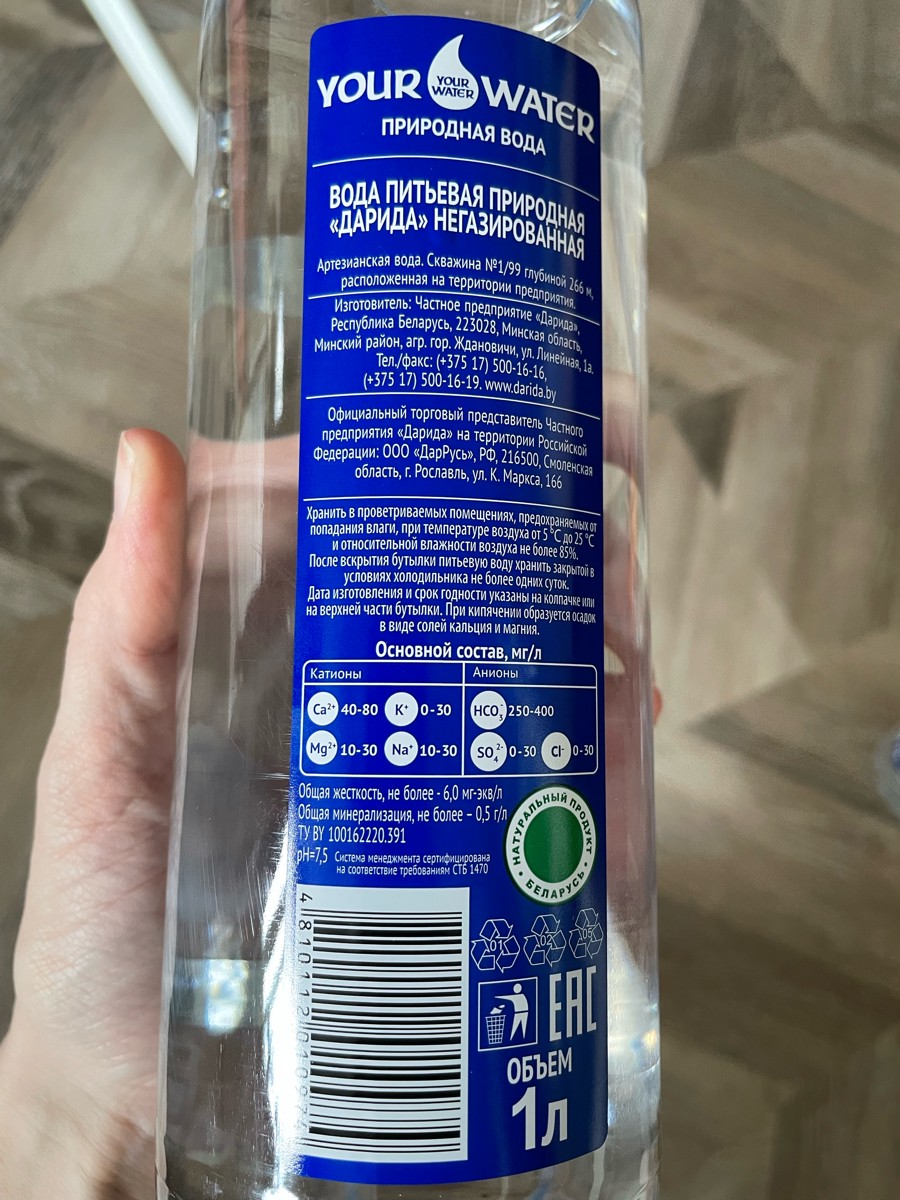 YOUR YOUR WATER WATER
ПРИРОДНАЯ ВОДА
ВОДА ПИТЬЕВАЯ ПРИРОДНАЯ
«ДАРИДА» НЕГАЗИРОВАННАЯ
Артезианская вода. Скважина №1/99 глубиной 266 м,
расположенная на территории предприятия.
Изготовитель: Частное предприятие «Дарида»,
Республика Беларусь, 223028, Минская область,
Минский район, агр. гор. Ждановичи, ул. Линейная, 1а.
Тел./факс: (+375 17) 500-16-16,
(+375 17) 500-16-19. www.darida.by
Официальный торговый представитель Частного
предприятия «Дарида» на территории Российской
Федерации: ООО «ДарРусь», РФ, 216500, Смоленская
область, г. Рославль, ул. К. Маркса, 166
Хранить в проветриваемых помещениях, предохраняемых от
попадания влаги, при температуре воздуха от 5 °С до 25 °С
и относительной влажности воздуха не более 85%.
После вскрытия бутылки питьевую воду хранить закрытой в
условиях холодильника не более одних суток.
Дата изготовления и срок годности указаны на колпачке или
на верхней части бутылки. При кипячении образуется осадок
в виде солей кальция и магния.
Основной состав, мг/л
Катионы Анионы
Ca²⁺ 40-80 K⁺ 0-30 HCO₃⁻ 250-400
Mg²⁺ 10-30 Na⁺ 10-30 SO₄²⁻ 0-30 Cl⁻ 0-30
Общая жесткость, не более - 6,0 мг-экв/л
Общая минерализация, не более – 0,5 г/л
ТУ BY 100162220.391
pH=7,5 Система менеджмента сертифицирована
на соответствие требованиям СТБ 1470
НАТУРАЛЬНЫЙ ПРОДУКТ
• БЕЛАРУСЬ •
01 02 05
EAC
ОБЪЕМ
1л